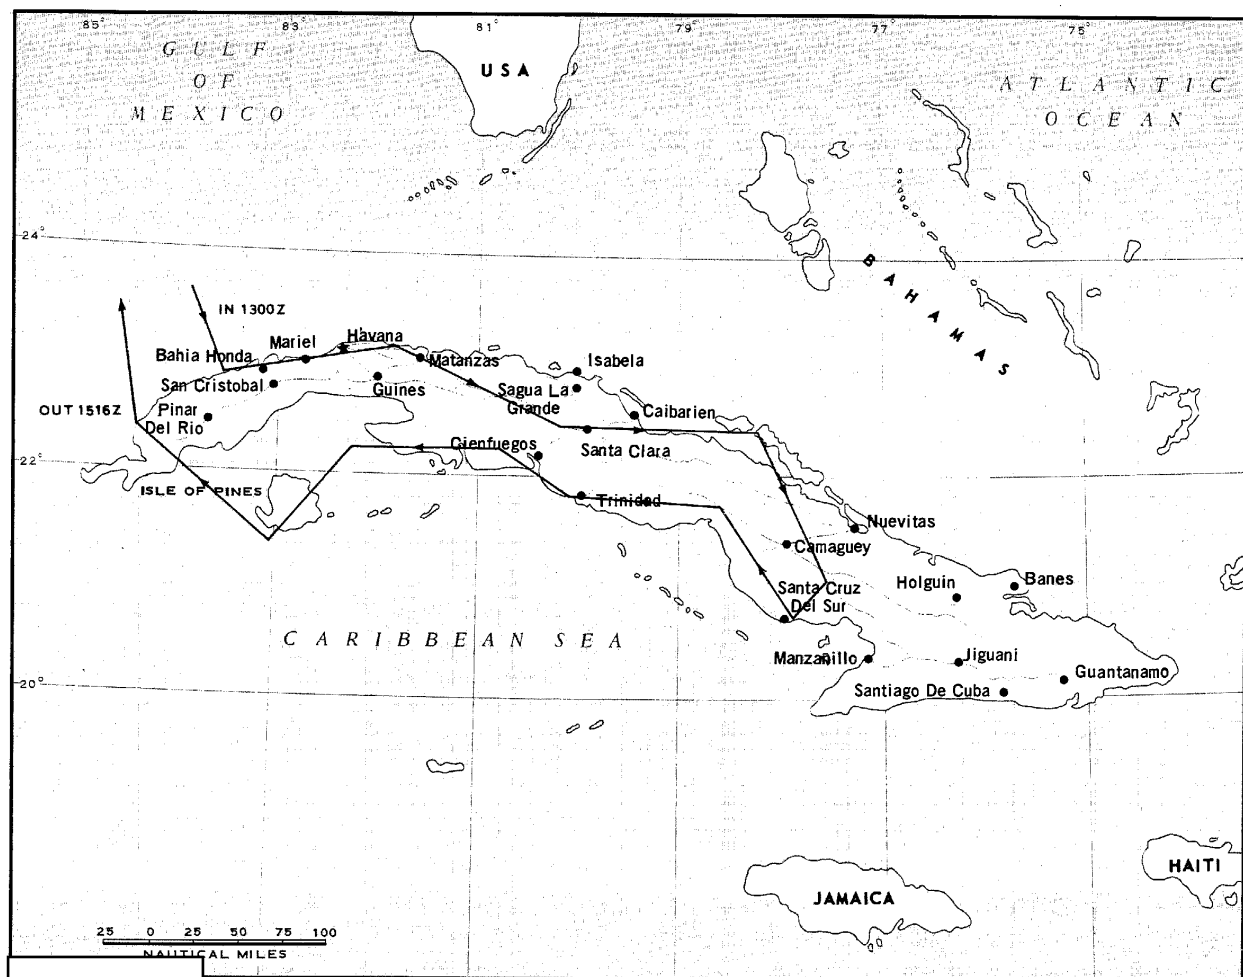 85° 83 81 79 77 75
GULF
OF
MEXICO
USA
ATLANTIC
OCEAN
24°
BAHAMAS
IN 1300Z
Havana
Mariel
Bahia Honda
Matanzas
Isabela
San Cristobal
Guines
Sagua La
Grande
OUT 1516Z
Pinar
Del Rio
Caibarien
Cienfuegos
Santa Clara
22°
ISLE OF PINES
Trinidad
Nuevitas
Camaguey
Santa Cruz
Del Sur
Holguin
Banes
CARIBBEAN SEA
Manzanillo
Jiguani
Guantanamo
20°
Santiago De Cuba
HAITI
JAMAICA
25 0 25 50 75 100
NAUTICAL MILES